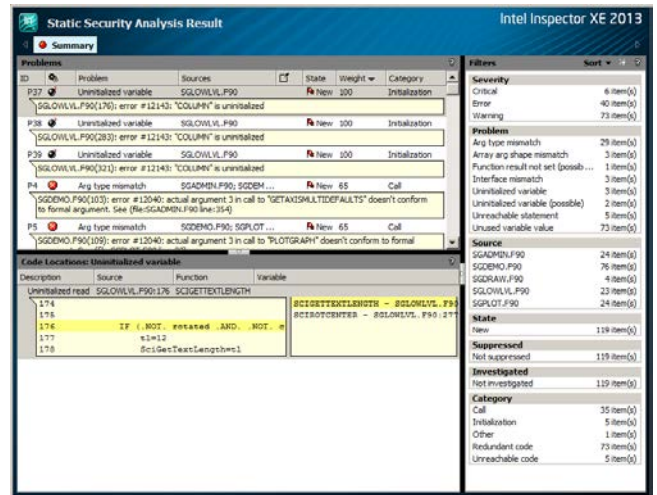 Static Security Analysis Result
Intel Inspector XE 2013
Summary
Problems
ID Problem Sources State Weight Category
P37 Uninitialized variable SGLOWLVL.F90 New 100 Initialization
SGLOWLVL.F90(176): error #12143: "COLUMN" is uninitialized
P38 Uninitialized variable SGLOWLVL.F90 New 100 Initialization
SGLOWLVL.F90(283): error #12143: "COLUMN" is uninitialized
P39 Uninitialized variable SGLOWLVL.F90 New 100 Initialization
SGLOWLVL.F90(321): error #12143: "COLUMN" is uninitialized
P4 Arg type mismatch SGADMIN.F90; SGDEM ... New 65 Call
SGDEMO.F90(103): error #12040: actual argument 3 in call to "GETAXISMULTIDEFAULTS" doesn't conform
to formal argument. See (file:SGADMIN.F90 line:354)
P5 Arg type mismatch SGDEMO.F90; SGPLOT ... New 65 Call
SGDEMO.F90(109): error #12040: actual argument 3 in call to "PLOTGRAPH" doesn't conform to formal
Code Locations: Uninitialized variable
Description Source Function Variable
Uninitialized read SGLOWLVL.F90:176 SCIGETTEXTLENGTH
174
175
176 IF (.NOT. rotated .AND. .NOT.
177 tl=12
178 SciGetTextLength=tl
SCIGETTEXTLENGTH - SGLOWLVL.F90
SCIROTCENTER - SGLOWLVL.F90:277
Filters Sort
Severity
Critical 6 item(s)
Error 40 item(s)
Warning 73 item(s)
Problem
Arg type mismatch 29 item(s)
Array arg shape mismatch 3 item(s)
Function result not set (possib ... 1 item(s)
Interface mismatch 3 item(s)
Uninitialized variable 3 item(s)
Uninitialized variable (possible) 2 item(s)
Unreachable statement 5 item(s)
Unused variable value 73 item(s)
Source
SGADMIN.F90 24 item(s)
SGDEMO.F90 76 item(s)
SGDRAW.F90 4 item(s)
SGLOWLVL.F90 23 item(s)
SGPLOT.F90 24 item(s)
State
New 119 item(s)
Suppressed
Not suppressed 119 item(s)
Investigated
Not investigated 119 item(s)
Category
Call 35 item(s)
Initialization 5 item(s)
Other 1 item(s)
Redundant code 73 item(s)
Unreachable code 5 item(s)